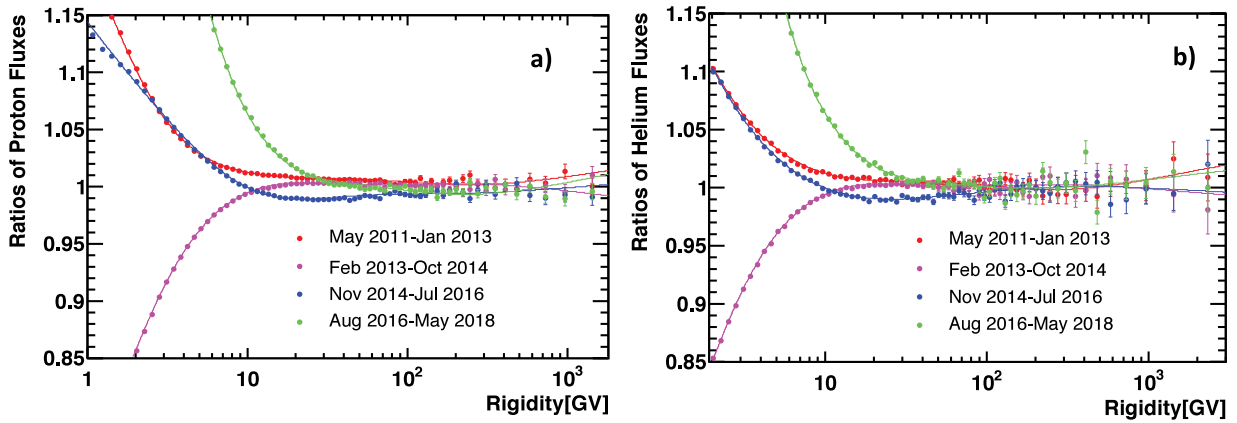 Ratios of Proton Fluxes
1.15
1.1
1.05
1
0.95
0.9
0.85
a)
May 2011-Jan 2013
Feb 2013-Oct 2014
Nov 2014-Jul 2016
Aug 2016-May 2018
1 10 10² 10³
Rigidity[GV]
Ratios of Helium Fluxes
1.15
1.1
1.05
1
0.95
0.9
0.85
b)
May 2011-Jan 2013
Feb 2013-Oct 2014
Nov 2014-Jul 2016
Aug 2016-May 2018
10 10² 10³
Rigidity[GV]